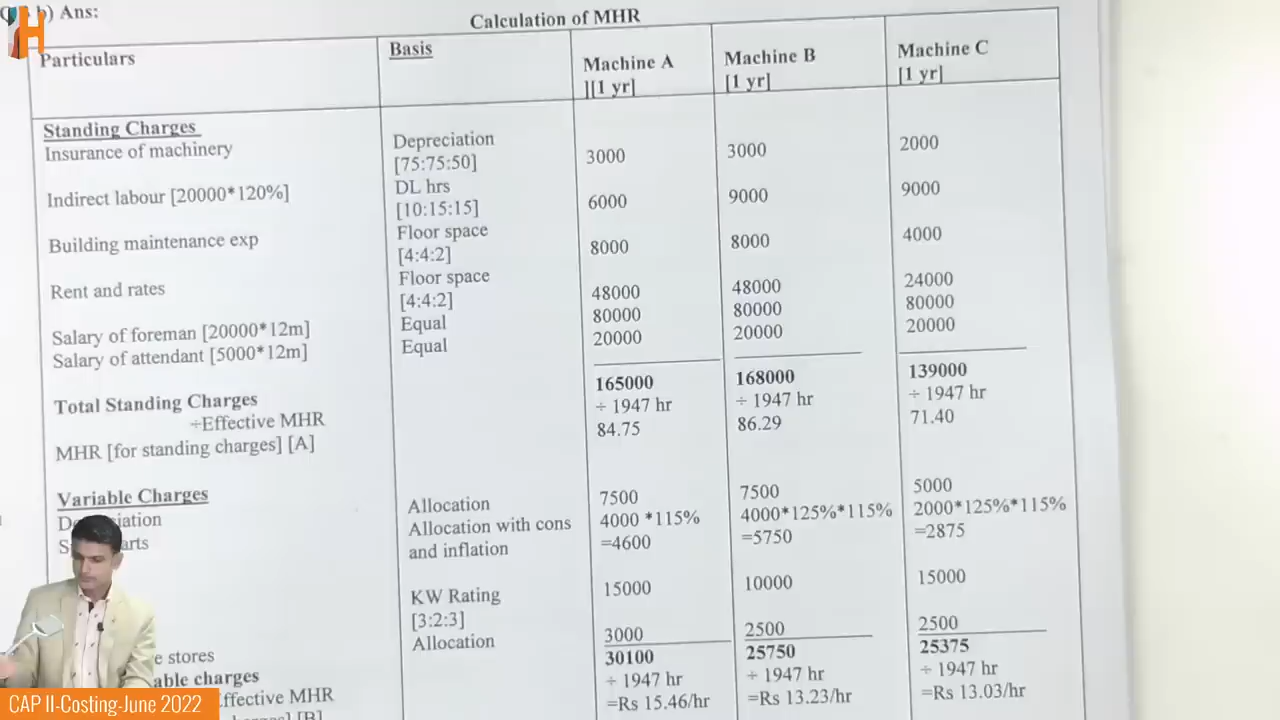 b) Ans:
H
Calculation of MHR
Particulars Basis Machine A ][1 yr] Machine B [1 yr] Machine C [1 yr]
Standing Charges
Insurance of machinery Depreciation [75:75:50] 3000 3000 2000
Indirect labour [20000*120%] DL hrs [10:15:15] 6000 9000 9000
Building maintenance exp Floor space [4:4:2] 8000 8000 4000
Rent and rates Floor space [4:4:2] 48000 48000 24000
Salary of foreman [20000*12m] Equal 80000 80000 80000
Salary of attendant [5000*12m] Equal 20000 20000 20000
Total Standing Charges 165000 168000 139000
÷Effective MHR ÷ 1947 hr ÷ 1947 hr ÷ 1947 hr
MHR [for standing charges] [A] 84.75 86.29 71.40
Variable Charges
Allocation 7500 7500 5000
Allocation with cons and inflation 4000 *115% =4600 4000*125%*115% =5750 2000*125%*115% =2875
KW Rating [3:2:3] 15000 10000 15000
stores Allocation 3000 2500 2500
charges 30100 25750 25375
MHR ÷ 1947 hr ÷ 1947 hr ÷ 1947 hr
=Rs 15.46/hr =Rs 13.23/hr =Rs 13.03/hr
CAP II-Costing-June 2022